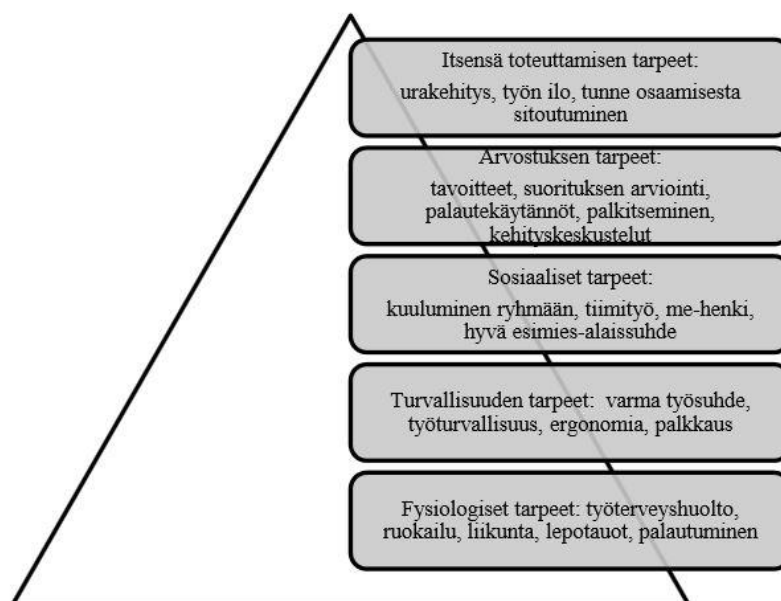 Itsensä toteuttamisen tarpeet:
urakehitys, työn ilo, tunne osaamisesta
sitoutuminen
Arvostuksen tarpeet:
tavoitteet, suorituksen arviointi,
palautekäytännöt, palkitseminen,
kehityskeskustelut
Sosiaaliset tarpeet:
kuuluminen ryhmään, tiimityö, me-henki,
hyvä esimies-alaissuhde
Turvallisuuden tarpeet:  varma työsuhde,
työturvallisuus, ergonomia, palkkaus
Fysiologiset tarpeet: työterveyshuolto,
ruokailu, liikunta, lepotauot, palautuminen